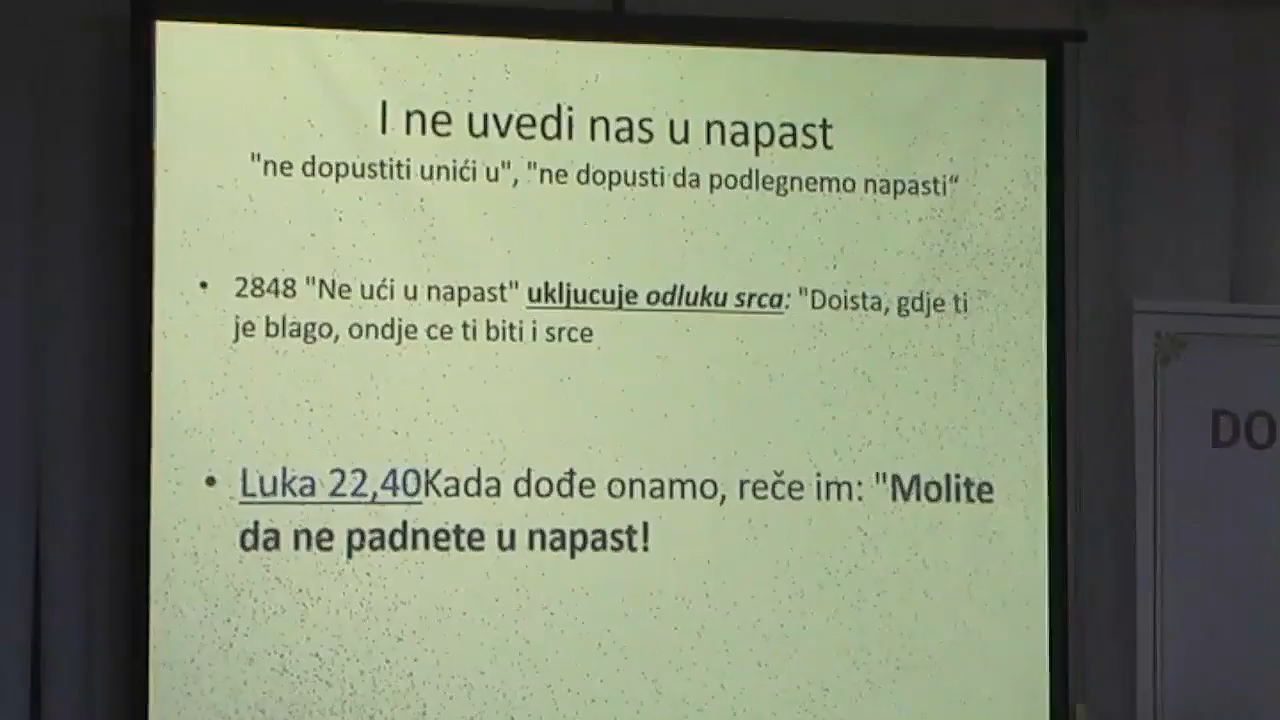 I ne uvedi nas u napast
"ne dopustiti unići u", "ne dopusti da podlegnemo napasti“
• 2848 "Ne ući u napast" ukljucuje odluku srca: "Doista, gdje ti
je blago, ondje ce ti biti i srce
• Luka 22,40Kada dođe onamo, reče im: "Molite
da ne padnete u napast!
DO